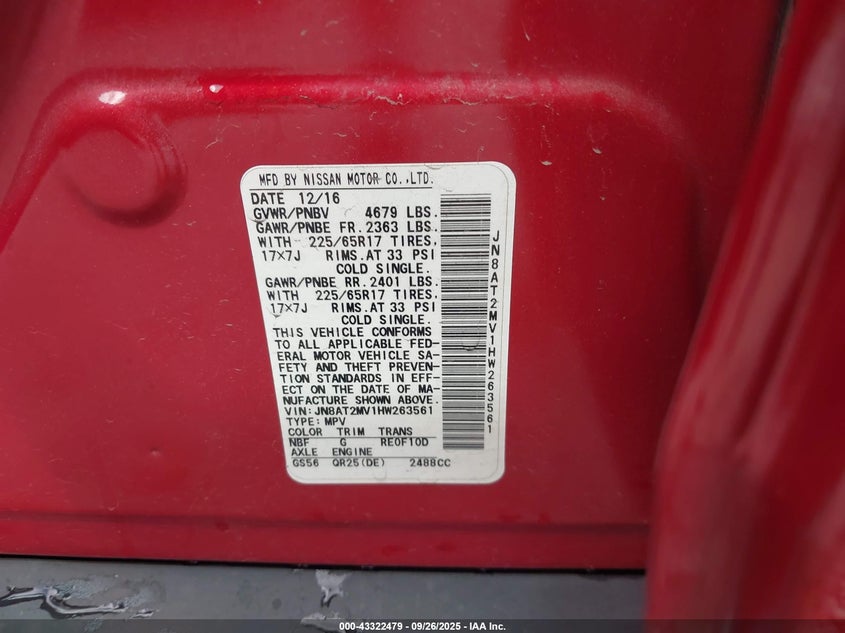 MFD BY NISSAN MOTOR CO.,LTD.
DATE 12/16
GVWR/PNBV 4679 LBS.
GAWR/PNBE FR. 2363 LBS.
WITH 225/65R17 TIRES,
17×7J RIMS.AT 33 PSI
COLD SINGLE.
GAWR/PNBE RR. 2401 LBS.
WITH 225/65R17 TIRES,
17×7J RIMS.AT 33 PSI
COLD SINGLE.
THIS VEHICLE CONFORMS
TO ALL APPLICABLE FED-
ERAL MOTOR VEHICLE SA-
FETY AND THEFT PREVEN-
TION STANDARDS IN EFF-
ECT ON THE DATE OF MA-
NUFACTURE SHOWN ABOVE.
VIN:JN8AT2MV1HW263561
TYPE:MPV
COLOR TRIM TRANS
NBF G RE0F10D
AXLE ENGINE
GS56 QR25(DE) 2488CC
JN8AT2MV1HW263561
000-43322479 - 09/26/2025 - IAA Inc.